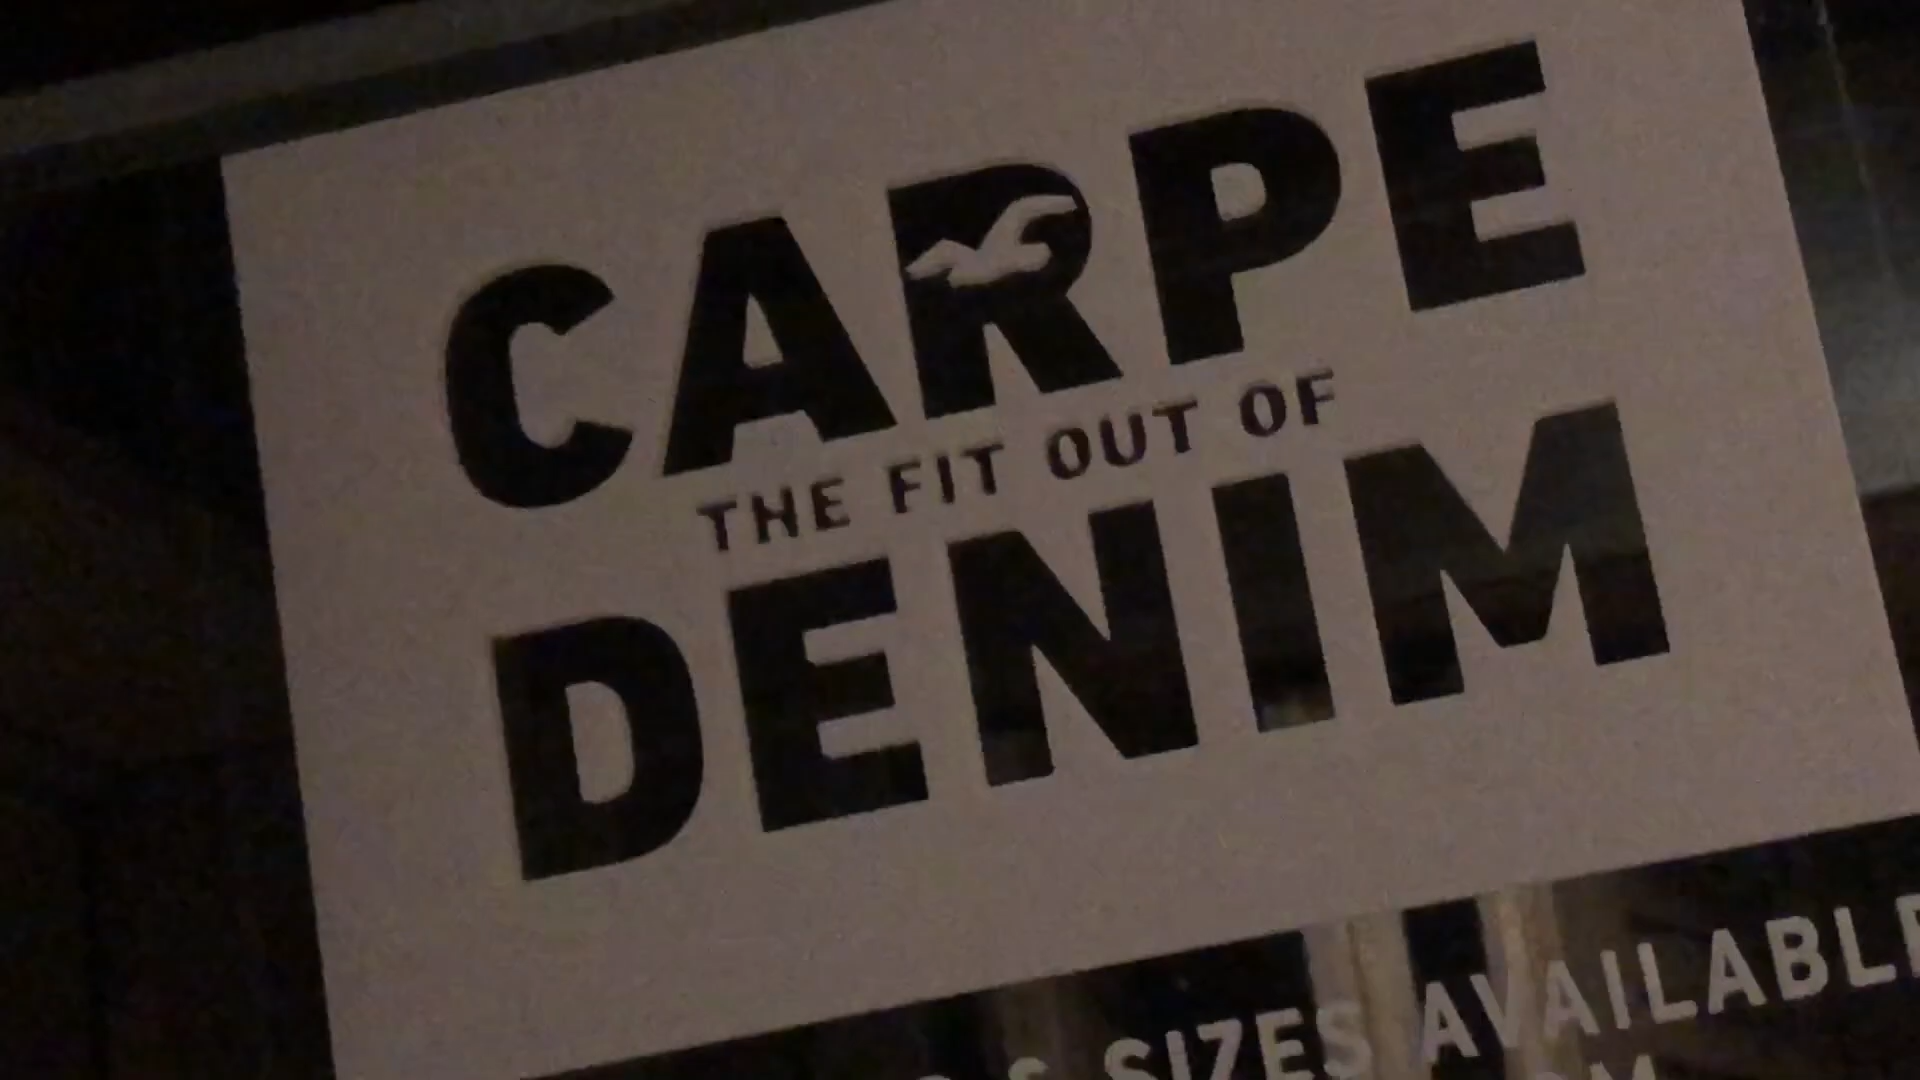 CARPE
THE FIT OUT OF
DENIM
& SIZES AVAILABLE